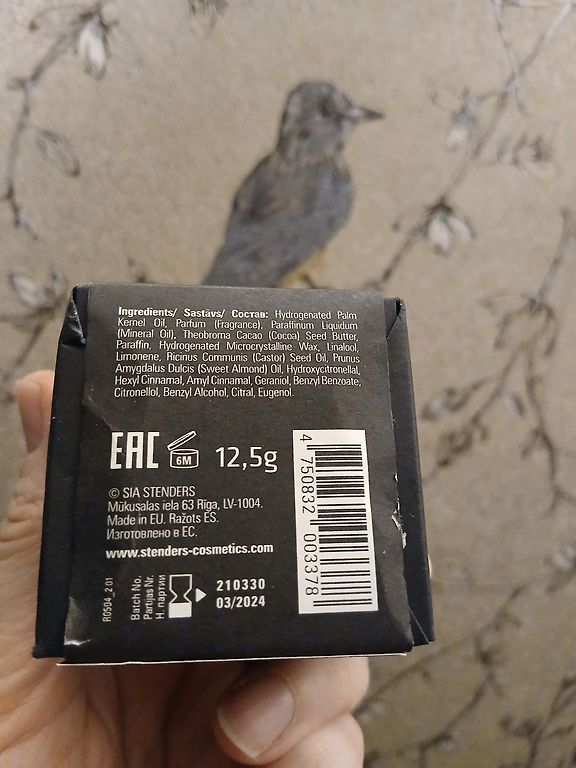 Ingredients/ Sastāvs/ Состав: Hydrogenated Palm
Kernel Oil, Parfum (Fragrance), Paraffinum Liquidum
(Mineral Oil), Theobroma Cacao (Cocoa) Seed Butter,
Paraffin, Hydrogenated Microcrystalline Wax, Linalool,
Limonene, Ricinus Communis (Castor) Seed Oil, Prunus
Amygdalus Dulcis (Sweet Almond) Oil, Hydroxycitronellal,
Hexyl Cinnamal, Amyl Cinnamal, Geraniol, Benzyl Benzoate,
Citronellol, Benzyl Alcohol, Citral, Eugenol.
EAC 6M 12,5g
© SIA STENDERS
Mūkusalas iela 63 Rīga, LV-1004.
Made in EU. Ražots ES.
Изготовлено в ЕС.
www.stenders-cosmetics.com
R0504_2 01
Batch No.
Partijas Nr.
Н. партии
210330
03/2024
4 750832 003378